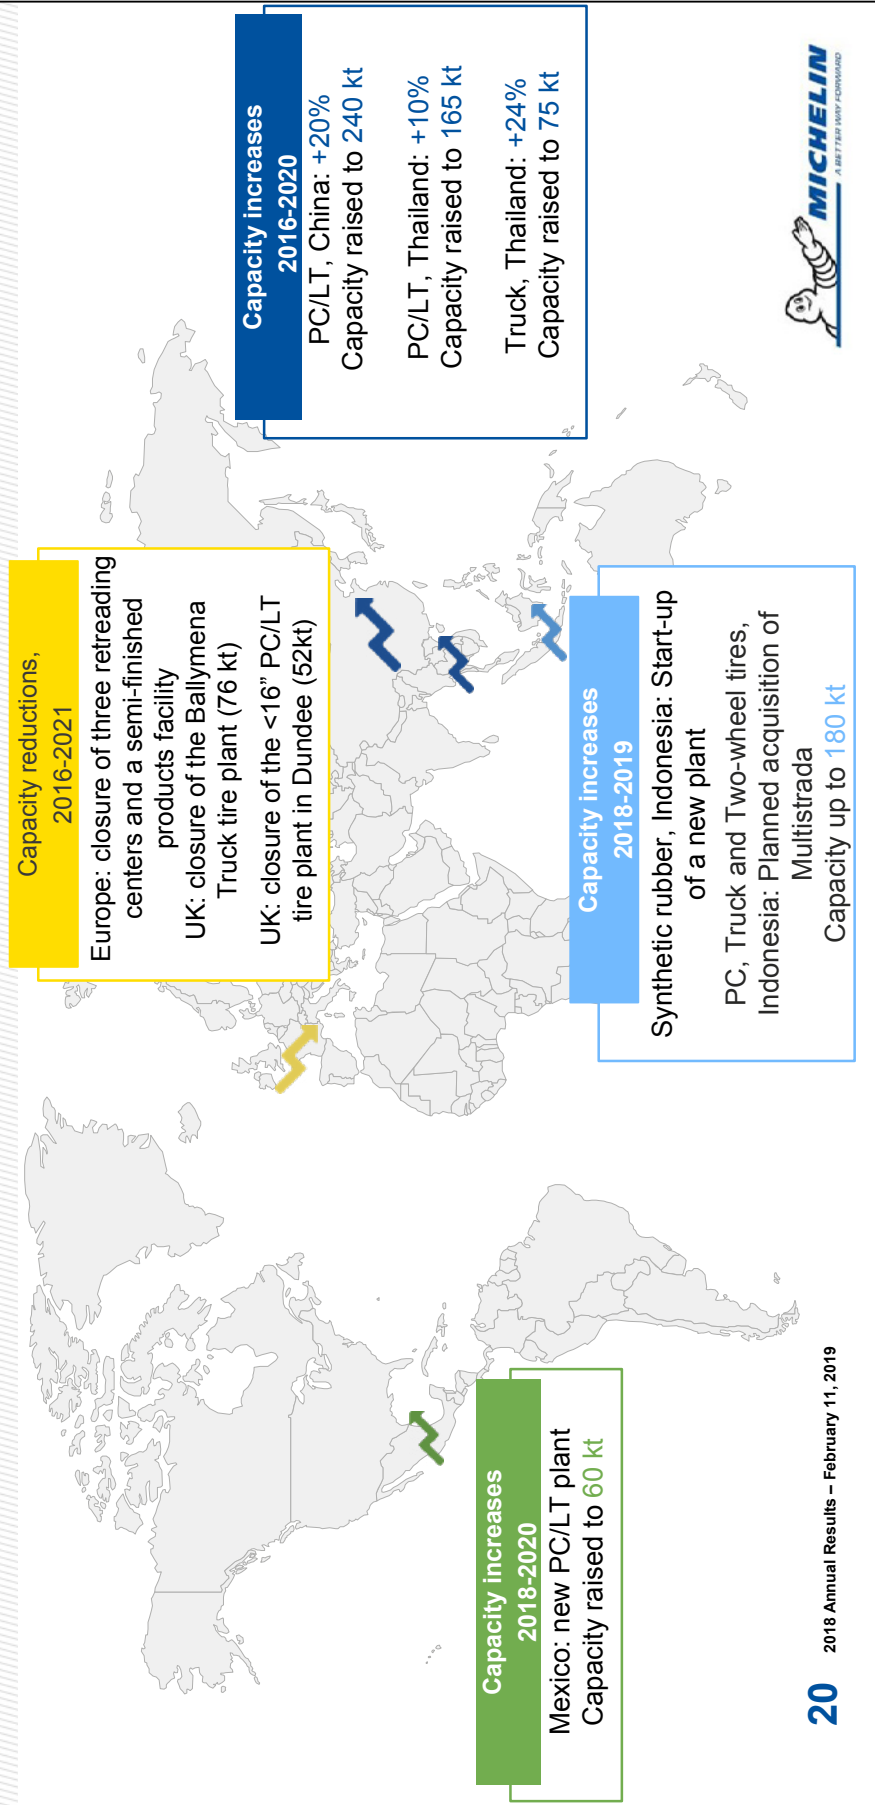 Capacity reductions,
2016-2021
Europe: closure of three retreading
centers and a semi-finished
products facility
UK: closure of the Ballymena
Truck tire plant (76 kt)
UK: closure of the <16” PC/LT
tire plant in Dundee (52kt)
Capacity increases
2016-2020
PC/LT, China: +20%
Capacity raised to 240 kt
PC/LT, Thailand: +10%
Capacity raised to 165 kt
Truck, Thailand: +24%
Capacity raised to 75 kt
Capacity increases
2018-2020
Mexico: new PC/LT plant
Capacity raised to 60 kt
Capacity increases
2018-2019
Synthetic rubber, Indonesia: Start-up
of a new plant
PC, Truck and Two-wheel tires,
Indonesia: Planned acquisition of
Multistrada
Capacity up to 180 kt
20 2018 Annual Results – February 11, 2019
MICHELIN
A BETTER WAY FORWARD